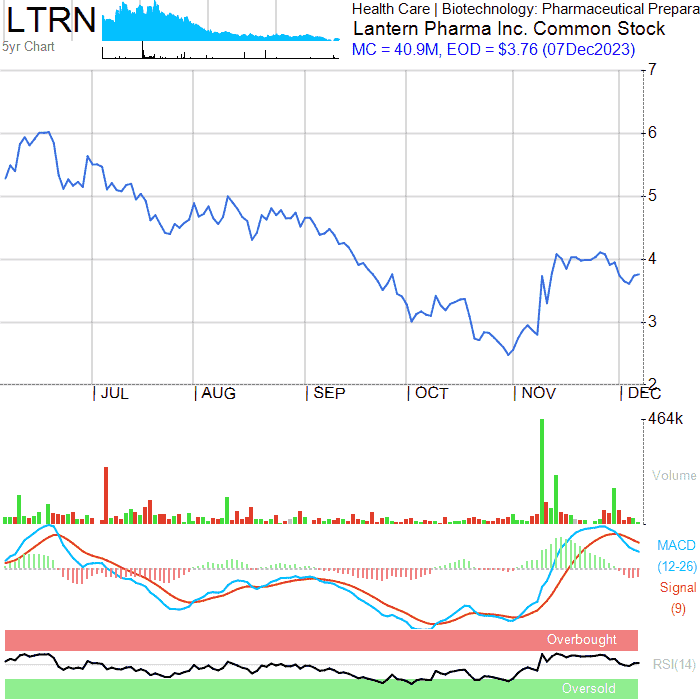 LTRN
5yr Chart
Health Care | Biotechnology: Pharmaceutical Prepara
Lantern Pharma Inc. Common Stock
MC = 40.9M, EOD = $3.76 (07Dec2023)
7
6
5
4
3
2
JUL AUG SEP OCT NOV DEC
464k
Volume
MACD
(12-26)
Signal
(9)
Overbought
RSI(14)
Oversold